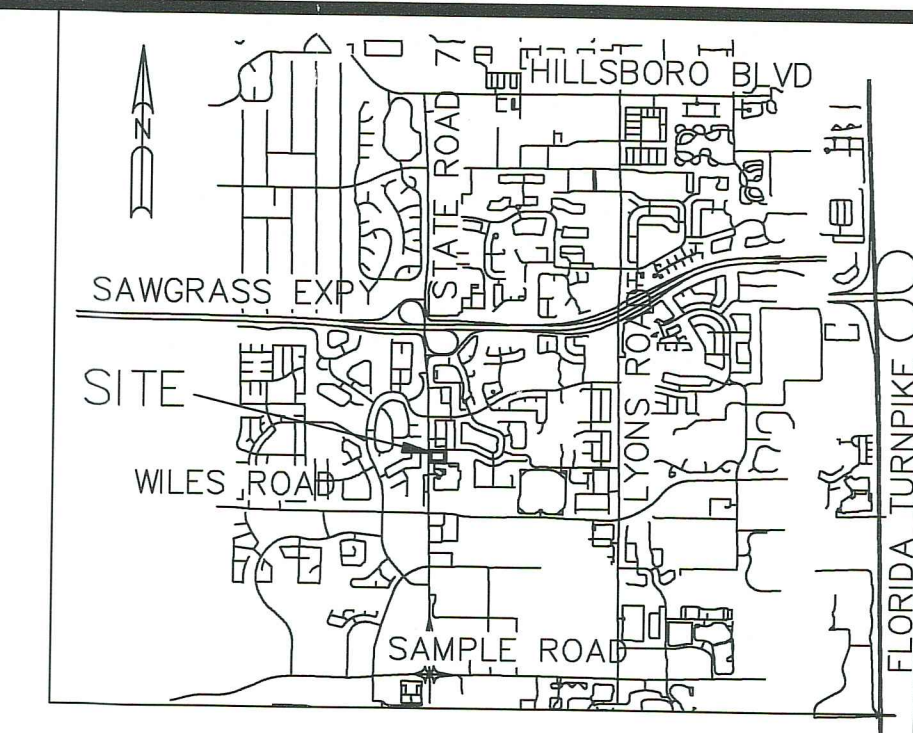 HILLSBORO BLVD
STATE ROAD 7
N
SAWGRASS EXPY
SITE
LYONS ROAD
WILES ROAD
FLORIDA TURNPIKE
SAMPLE ROAD